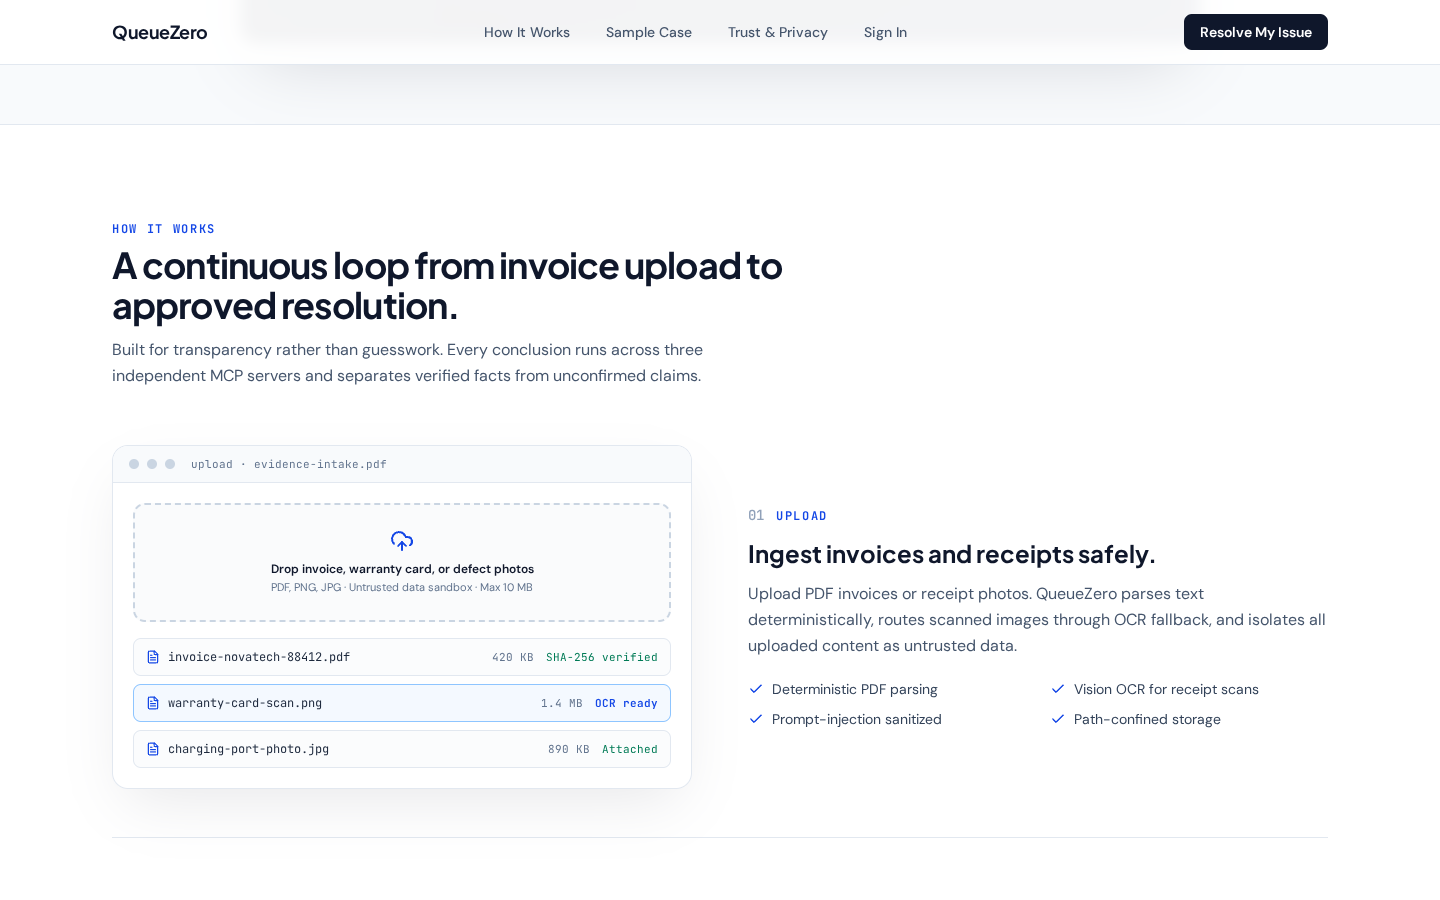 QueueZero
How It Works
Sample Case
Trust & Privacy
Sign In
Resolve My Issue
HOW IT WORKS
A continuous loop from invoice upload to
approved resolution.
Built for transparency rather than guesswork. Every conclusion runs across three
independent MCP servers and separates verified facts from unconfirmed claims.
upload · evidence-intake.pdf
Drop invoice, warranty card, or defect photos
PDF, PNG, JPG · Untrusted data sandbox · Max 10 MB
invoice-novatech-88412.pdf 420 KB SHA-256 verified
warranty-card-scan.png 1.4 MB OCR ready
charging-port-photo.jpg 890 KB Attached
01 UPLOAD
Ingest invoices and receipts safely.
Upload PDF invoices or receipt photos. QueueZero parses text
deterministically, routes scanned images through OCR fallback, and isolates all
uploaded content as untrusted data.
Deterministic PDF parsing
Vision OCR for receipt scans
Prompt-injection sanitized
Path-confined storage